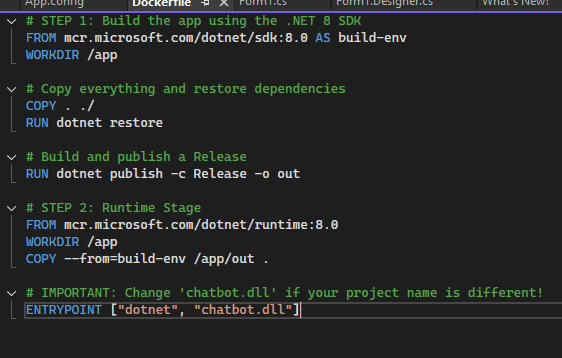 App.config Dockerfile Form1.cs Form1.Designer.cs What's New?
# STEP 1: Build the app using the .NET 8 SDK
FROM mcr.microsoft.com/dotnet/sdk:8.0 AS build-env
WORKDIR /app
# Copy everything and restore dependencies
COPY . ./
RUN dotnet restore
# Build and publish a Release
RUN dotnet publish -c Release -o out
# STEP 2: Runtime Stage
FROM mcr.microsoft.com/dotnet/runtime:8.0
WORKDIR /app
COPY --from=build-env /app/out .
# IMPORTANT: Change 'chatbot.dll' if your project name is different!
ENTRYPOINT ["dotnet", "chatbot.dll"]